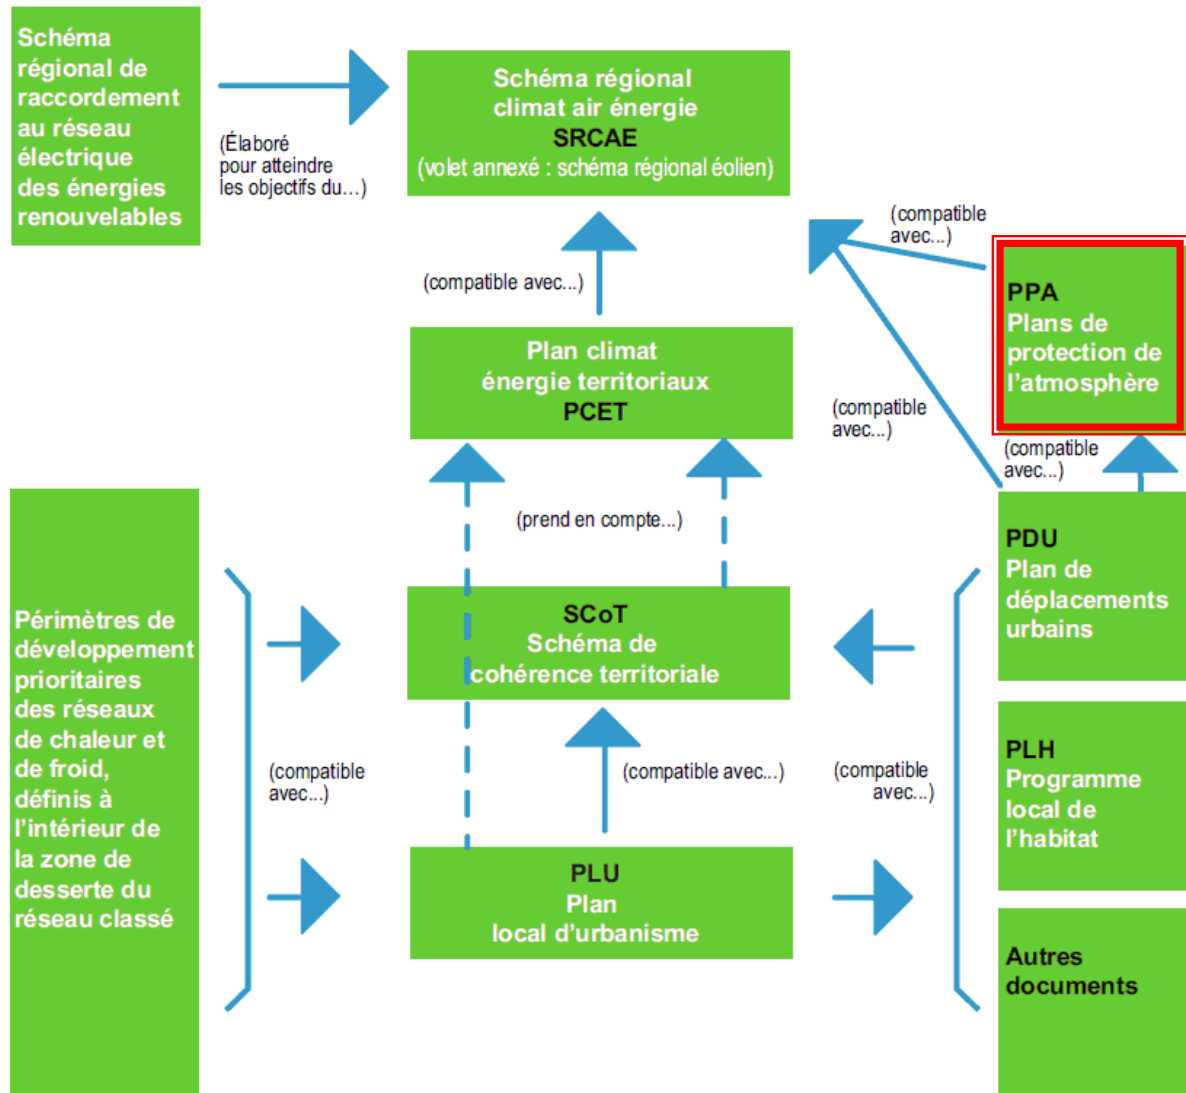 Schéma
régional de
raccordement
au réseau
électrique
des énergies
renouvelables
(Élaboré
pour atteindre
les objectifs du...)
Schéma régional
climat air énergie
SRCAE
(volet annexé : schéma régional éolien)
(compatible
avec...)
(compatible avec...)
PPA
Plans de
protection de
l'atmosphère
Plan climat
énergie territoriaux
PCET
(compatible
avec...)
(compatible
avec...)
(prend en compte...)
Périmètres de
développement
prioritaires
des réseaux
de chaleur et
de froid,
définis à
l'intérieur de
la zone de
desserte du
réseau classé
(compatible
avec...)
SCoT
Schéma de
cohérence territoriale
(compatible avec...)
(compatible
avec...)
PLU
Plan
local d'urbanisme
PDU
Plan de
déplacements
urbains
PLH
Programme
local de
l'habitat
Autres
documents